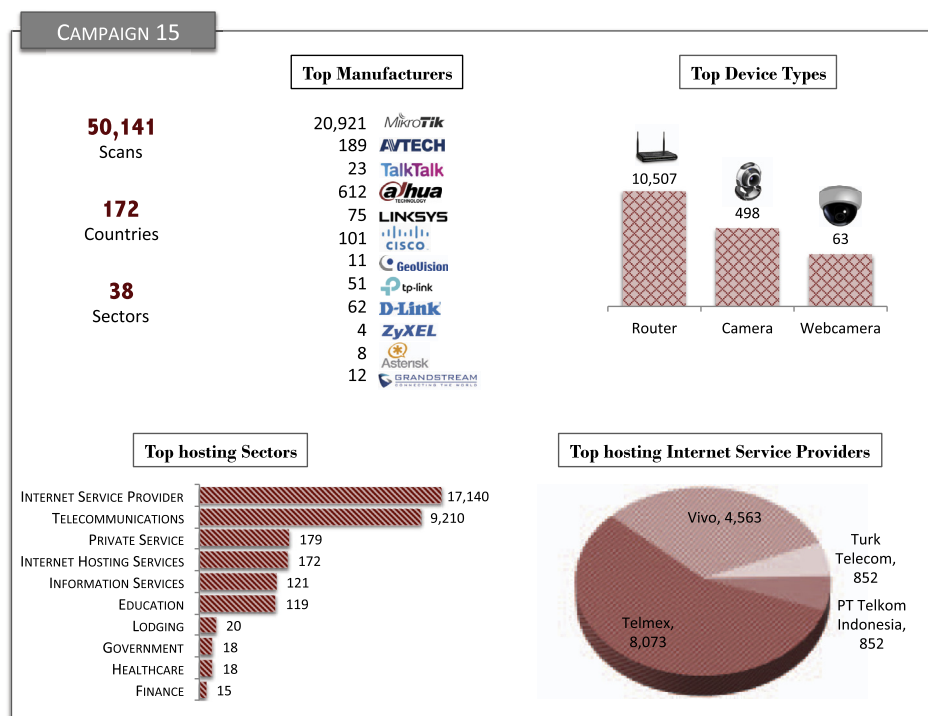 CAMPAIGN 15
Top Manufacturers
Top Device Types
50,141
Scans
172
Countries
38
Sectors
20,921 MikroTik
189 AVTECH
23 TalkTalk
612 alhua
TECHNOLOGY
75 LINKSYS
101 CISCO
11 GeoVision
51 tp-link
62 D-Link
4 ZyXEL
8 Asterisk
12 GRANDSTREAM
CONNECTING THE WORLD
10,507
498
63
Router Camera Webcamera
Top hosting Sectors
INTERNET SERVICE PROVIDER 17,140
TELECOMMUNICATIONS 9,210
PRIVATE SERVICE 179
INTERNET HOSTING SERVICES 172
INFORMATION SERVICES 121
EDUCATION 119
LODGING 20
GOVERNMENT 18
HEALTHCARE 18
FINANCE 15
Top hosting Internet Service Providers
Vivo, 4,563
Turk
Telecom,
852
PT Telkom
Indonesia,
852
Telmex,
8,073